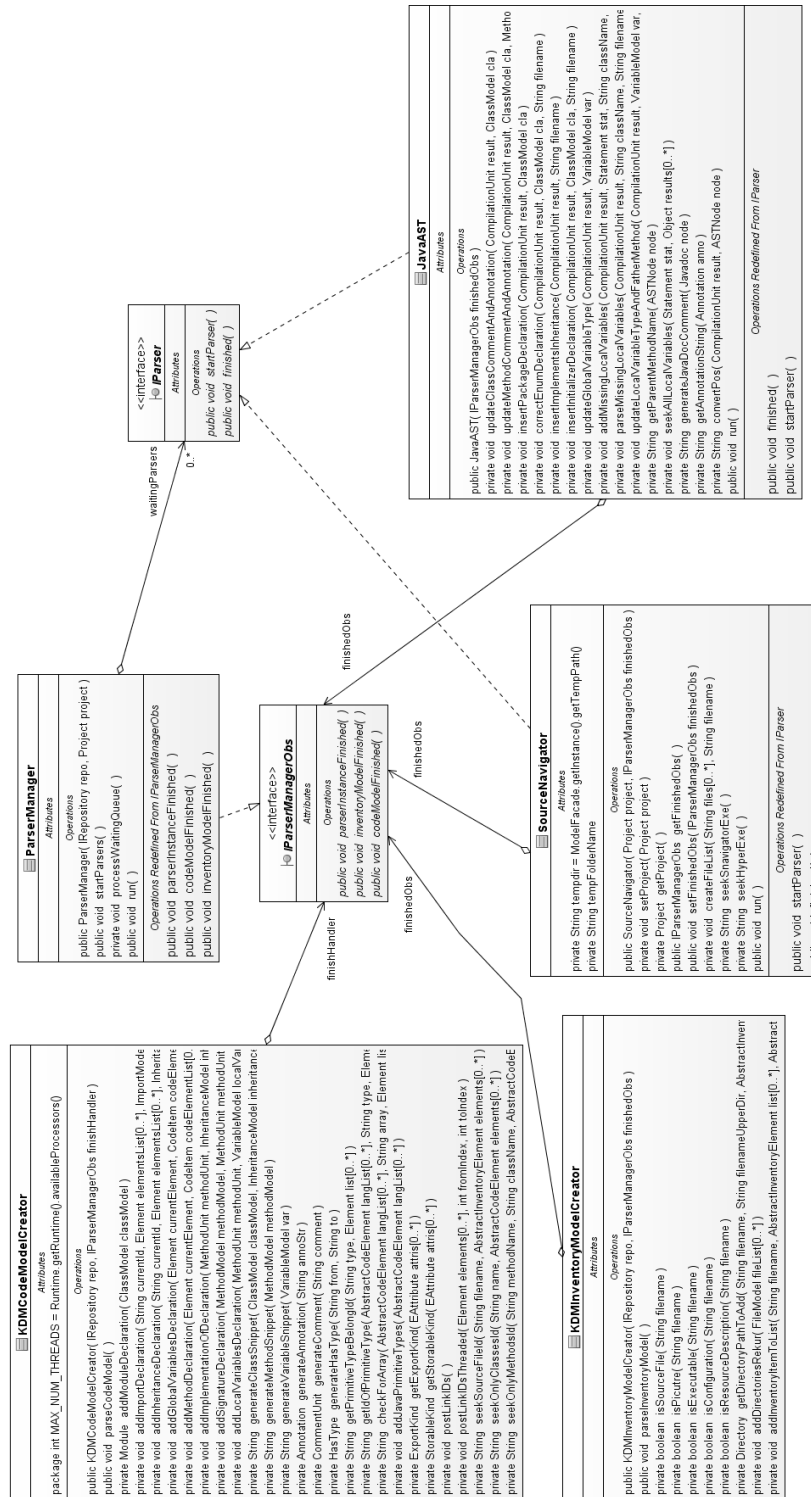 KDMCodeModelCreator
Attributes
package int MAX_NUM_THREADS = Runtime.getRuntime().availableProcessors()
Operations
public KDMCodeModelCreator( IRepository repo, IParserManagerObs finishHandler )
public void parseCodeModel( )
private Module addModuleDeclaration( ClassModel classModel )
private void addImportDeclaration( String currentId, Element elementsList[0..*], ImportMode
private void addInheritanceDeclaration( String currentId, Element elementsList[0..*], Inherita
private void addGlobalVariablesDeclaration( Element currentElement, CodeItem codeEleme
private void addMethodDeclaration( Element currentElement, CodeItem codeElementList[0.
private void addImplementationOfDeclaration( MethodUnit methodUnit, InheritanceModel inf
private void addSignatureDeclaration( MethodModel methodModel, MethodUnit methodUnit
private void addLocalVariablesDeclaration( MethodUnit methodUnit, VariableModel localVar
private String generateClassSnippet( ClassModel classModel, InheritanceModel inheritance
private String generateMethodSnippet( MethodModel methodModel )
private String generateVariableSnippet( VariableModel var )
private Annotation generateAnnotation( String annoStr )
private CommentUnit generateComment( String comment )
private HasType generateHasType( String from, String to )
private String getPrimitiveTypeBelongId( String type, Element list[0..*] )
private String getIdOfPrimitiveType( AbstractCodeElement langList[0..*], String type, Eleme
private String checkForArray( AbstractCodeElement langList[0..*], String array, Element lis
private void addJavaPrimitiveTypes( AbstractCodeElement langList[0..*] )
private ExportKind getExportKind( EAttribute attris[0..*] )
private StorableKind getStorableKind( EAttribute attris[0..*] )
private void postLinkIDs( )
private void postLinkIDsThreaded( Element elements[0..*], int fromIndex, int toIndex )
private String seekSourceFileId( String filename, AbstractInventoryElement elements[0..*] )
private String seekOnlyClassesId( String name, AbstractCodeElement elements[0..*] )
private String seekOnlyMethodsId( String methodName, String className, AbstractCodeE
KDMInventoryModelCreator
Attributes
Operations
public KDMInventoryModelCreator( IRepository repo, IParserManagerObs finishedObs )
public void parseInventoryModel( )
private boolean isSourceFile( String filename )
private boolean isPicutre( String filename )
private boolean isExecutable( String filename )
private boolean isConfiguration( String filename )
private boolean isResourceDescription( String filename )
private Directory getDirectoryPathToAdd( String filename, String filenameUpperDir, AbstractInven
private void addDirectoriesRekur( FileModel fileList[0..*] )
private void addInventoryItemToList( String filename, AbstractInventoryElement list[0..*], Abstract
ParserManager
Attributes
Operations
public ParserManager( IRepository repo, Project project )
public void startParsers( )
private void processWaitingQueue( )
public void run( )
Operations Redefined From IParserManagerObs
public void parserInstanceFinished( )
public void codeModelFinished( )
public void inventoryModelFinished( )
<<interface>>
IParserManagerObs
Attributes
Operations
public void parserInstanceFinished( )
public void inventoryModelFinished( )
public void codeModelFinished( )
finishHandler
finishedObs
finishedObs
finishedObs
SourceNavigator
Attributes
private String tempdir = ModelFacade.getInstance().getTempPath()
private String tempFolderName
Operations
public SourceNavigator( Project project, IParserManagerObs finishedObs )
private void setProject( Project project )
private Project getProject( )
public IParserManagerObs getFinishedObs( )
public void setFinishedObs( IParserManagerObs finishedObs )
private void createFileList( String files[0..*], String filename )
private String seekSnavigatorExe( )
private String seekHyperExe( )
public void run( )
Operations Redefined From IParser
public void startParser( )
<<interface>>
IParser
Attributes
Operations
public void startParser( )
public void finished( )
waitingParsers
0..*
JavaAST
Attributes
Operations
public JavaAST( IParserManagerObs finishedObs )
private void updateClassCommentAndAnnotation( CompilationUnit result, ClassModel cla )
private void updateMethodCommentAndAnnotation( CompilationUnit result, ClassModel cla, Metho
private void insertPackageDeclaration( CompilationUnit result, ClassModel cla )
private void correctEnumDeclaration( CompilationUnit result, ClassModel cla, String filename )
private void insertImplementsInheritance( CompilationUnit result, String filename )
private void insertInitializerDeclaration( CompilationUnit result, ClassModel cla, String filename )
private void updateGlobalVariableType( CompilationUnit result, VariableModel var )
private void addMissingLocalVariables( CompilationUnit result, Statement stat, String className,
private void parseMissingLocalVariables( CompilationUnit result, String className, String filename
private void updateLocalVariableTypeAndFatherMethod( CompilationUnit result, VariableModel var,
private String getParentMethodName( ASTNode node )
private void seekAllLocalVariables( Statement stat, Object results[0..*] )
private String generateJavaDocComment( Javadoc node )
private String getAnnotationString( Annotation anno )
private String convertPos( CompilationUnit result, ASTNode node )
public void run( )
Operations Redefined From IParser
public void finished( )
public void startParser( )